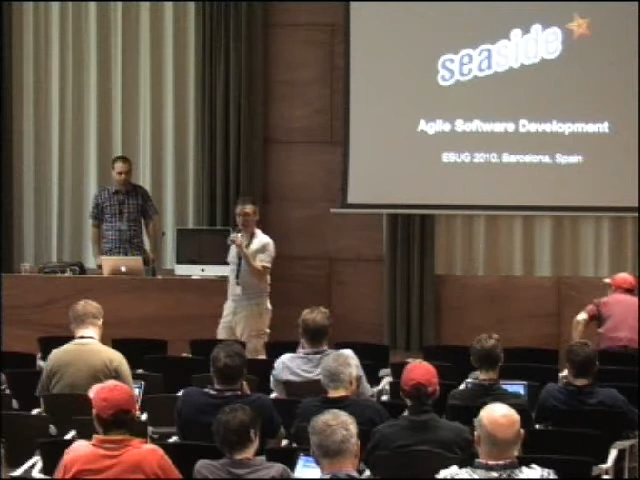 seaside
Agile Software Development
ESUG 2010, Barcelona, Spain